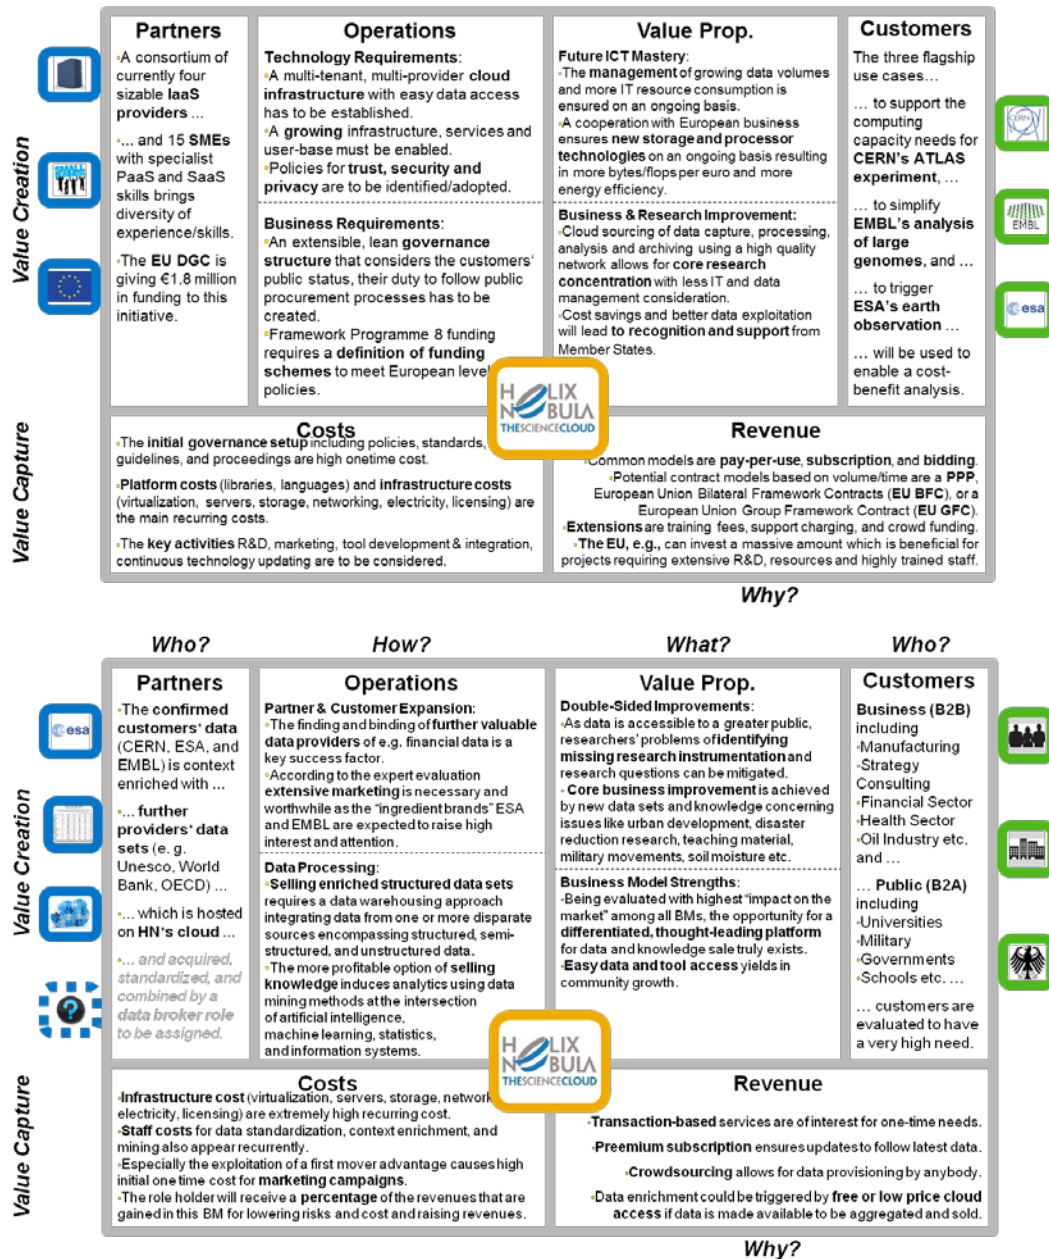 Partners
◦A consortium of
currently four
sizable IaaS
providers ...
◦... and 15 SMEs
with specialist
PaaS and SaaS
skills brings
diversity of
experience/skills.
◦The EU DGC is
giving €1.8 million
in funding to this
initiative.
Operations
Technology Requirements:
◦A multi-tenant, multi-provider cloud
infrastructure with easy data access
has to be established.
◦A growing infrastructure, services and
user-base must be enabled.
◦Policies for trust, security and
privacy are to be identified/adopted.
Business Requirements:
◦An extensible, lean governance
structure that considers the customers'
public status, their duty to follow public
procurement processes has to be
created.
◦Framework Programme 8 funding
requires a definition of funding
schemes to meet European level
policies.
Value Prop.
Future ICT Mastery:
◦The management of growing data volumes
and more IT resource consumption is
ensured on an ongoing basis.
◦A cooperation with European business
ensures new storage and processor
technologies on an ongoing basis resulting
in more bytes/flops per euro and more
energy efficiency.
Business & Research Improvement:
◦Cloud sourcing of data capture, processing,
analysis and archiving using a high quality
network allows for core research
concentration with less IT and data
management consideration.
◦Cost savings and better data exploitation
will lead to recognition and support from
Member States.
Customers
The three flagship
use cases...
... to support the
computing
capacity needs for
CERN's ATLAS
experiment, ...
... to simplify
EMBL's analysis
of large
genomes, and ...
... to trigger
ESA's earth
observation ...
... will be used to
enable a cost-
benefit analysis.
Value Creation
CERN
EMBL
esa
HELIX
NEBULA
THE SCIENCE CLOUD
Value Capture
Costs
◦The initial governance setup including policies, standards,
guidelines, and proceedings are high onetime cost.
◦Platform costs (libraries, languages) and infrastructure costs
(virtualization, servers, storage, networking, electricity, licensing) are
the main recurring costs.
◦The key activities R&D, marketing, tool development & integration,
continuous technology updating are to be considered.
Revenue
◦Common models are pay-per-use, subscription, and bidding.
◦Potential contract models based on volume/time are a PPP,
European Union Bilateral Framework Contracts (EU BFC), or a
European Union Group Framework Contract (EU GFC).
◦Extensions are training fees, support charging, and crowd funding.
◦The EU, e.g., can invest a massive amount which is beneficial for
projects requiring extensive R&D, resources and highly trained staff.
Why?
Who?
How?
What?
Who?
Partners
◦The confirmed
customers' data
(CERN, ESA, and
EMBL) is context
enriched with ...
◦... further
providers' data
sets (e. g.
Unesco, World
Bank, OECD) ...
◦... which is hosted
on HN's cloud ...
◦... and acquired,
standardized, and
combined by a
data broker role
to be assigned.
Operations
Partner & Customer Expansion:
◦The finding and binding of further valuable
data providers of e.g. financial data is a
key success factor.
◦According to the expert evaluation
extensive marketing is necessary and
worthwhile as the "ingredient brands" ESA
and EMBL are expected to raise high
interest and attention.
Data Processing:
◦Selling enriched structured data sets
requires a data warehousing approach
integrating data from one or more disparate
sources encompassing structured, semi-
structured, and unstructured data.
◦The more profitable option of selling
knowledge induces analytics using data
mining methods at the intersection
of artificial intelligence,
machine learning, statistics,
and information systems.
Value Prop.
Double-Sided Improvements:
◦As data is accessible to a greater public,
researchers' problems of identifying
missing research instrumentation and
research questions can be mitigated.
◦Core business improvement is achieved
by new data sets and knowledge concerning
issues like urban development, disaster
reduction research, teaching material,
military movements, soil moisture etc.
Business Model Strengths:
◦Being evaluated with highest "impact on the
market" among all BMs, the opportunity for a
differentiated, thought-leading platform
for data and knowledge sale truly exists.
◦Easy data and tool access yields in
community growth.
Customers
Business (B2B)
including
◦Manufacturing
◦Strategy
Consulting
◦Financial Sector
◦Health Sector
◦Oil Industry etc.
and ...
... Public (B2A)
including
◦Universities
◦Military
◦Governments
◦Schools etc. ...
... customers are
evaluated to have
a very high need.
Value Creation
esa
?
HELIX
NEBULA
THE SCIENCE CLOUD
Value Capture
Costs
◦Infrastructure cost (virtualization, servers, storage, network
electricity, licensing) are extremely high recurring cost.
◦Staff costs for data standardization, context enrichment, and
mining also appear recurrently.
◦Especially the exploitation of a first mover advantage causes high
initial one time cost for marketing campaigns.
◦The role holder will receive a percentage of the revenues that are
gained in this BM for lowering risks and cost and raising revenues.
Revenue
◦Transaction-based services are of interest for one-time needs.
◦Preemium subscription ensures updates to follow latest data.
◦Crowdsourcing allows for data provisioning by anybody.
◦Data enrichment could be triggered by free or low price cloud
access if data is made available to be aggregated and sold.
Why?